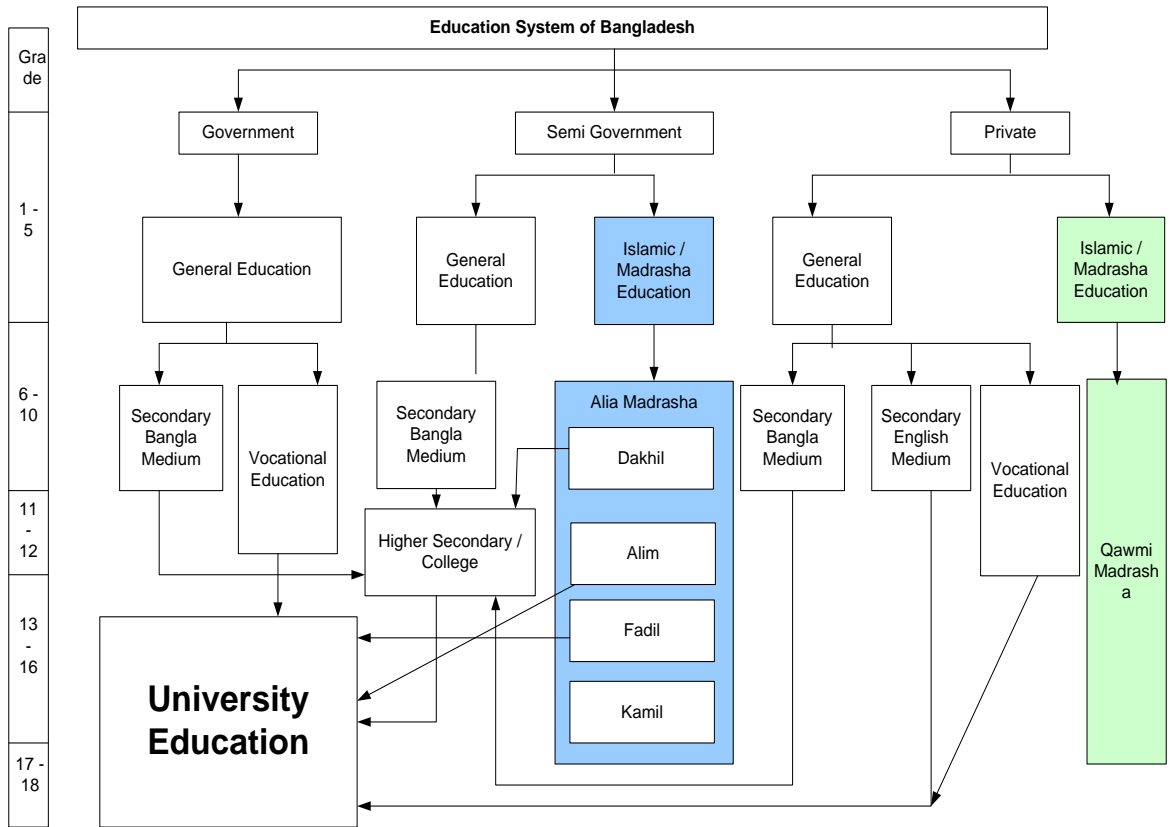 Education System of Bangladesh
Gra
de
Government
Semi Government
Private
1 -
5
General Education
General
Education
Islamic /
Madrasha
Education
General
Education
Islamic /
Madrasha
Education
6 -
10
Secondary
Bangla
Medium
Vocational
Education
Secondary
Bangla
Medium
Alia Madrasha
Dakhil
Secondary
Bangla
Medium
Secondary
English
Medium
Vocational
Education
11
-
12
Higher Secondary /
College
Alim
Qawmi
Madrash
a
13
-
16
Fadil
University
Education
Kamil
17 -
18